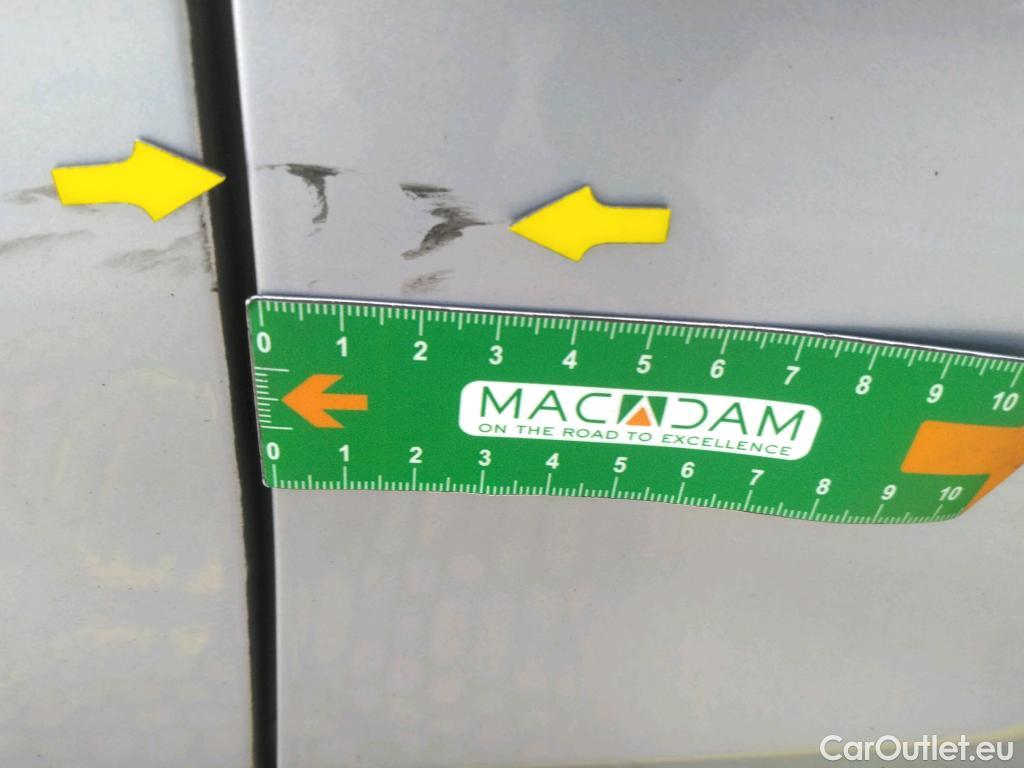 0 1 2 3 4 5 6 7 8 9 10
MACADAM
ON THE ROAD TO EXCELLENCE
0 1 2 3 4 5 6 7 8 9 10
CarOutlet.eu